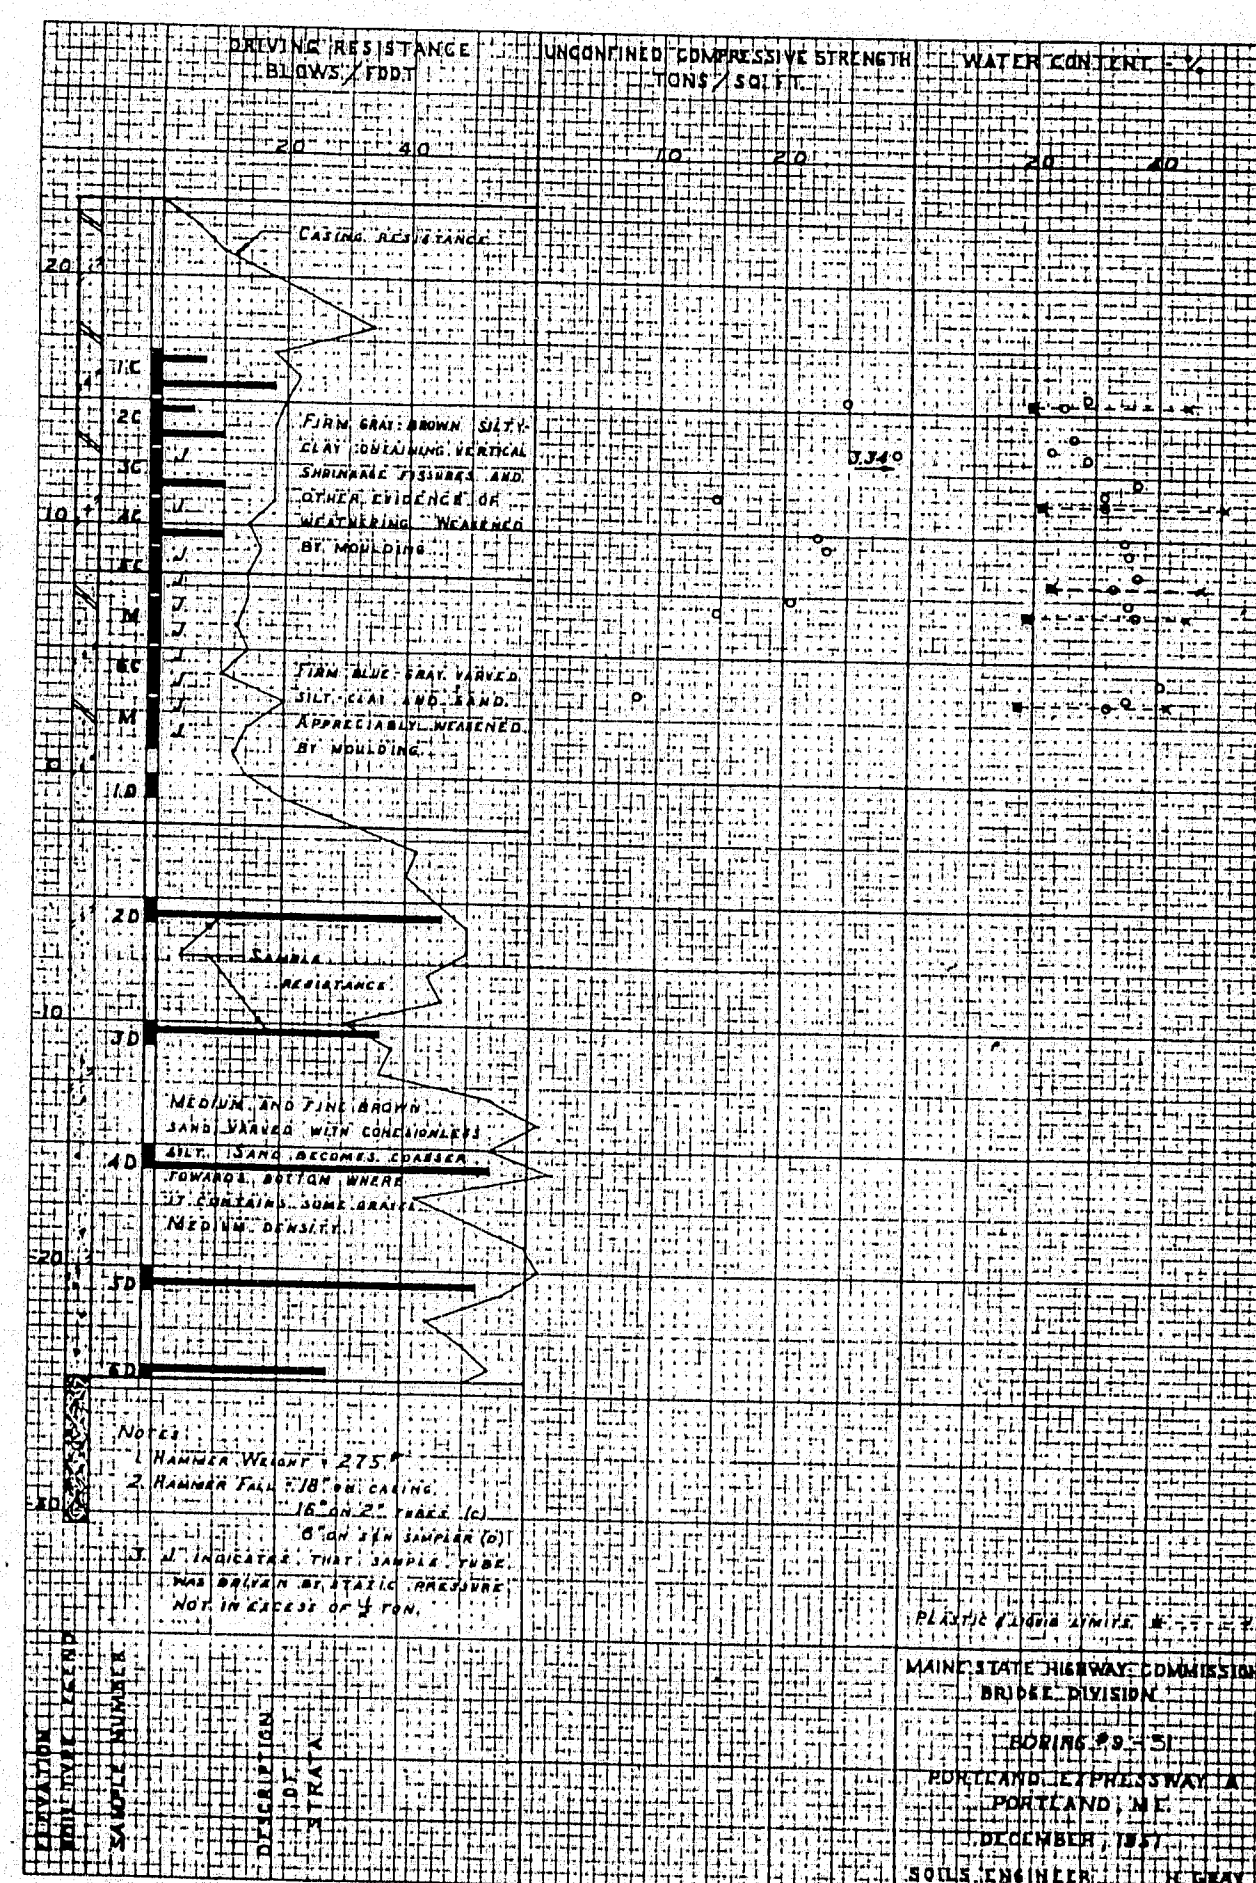 DRIVING RESISTANCE
BLOWS/FOOT
UNCONFINED COMPRESSIVE STRENGTH
TONS/SQ.FT.
WATER CONTENT - %
20
40
1.0
2.0
20
40
CASING RESISTANCE
20
1C
2C
FIRM GRAY-BROWN SILTY
CLAY CONTAINING VERTICAL
SHRINKAGE FISSURES AND
OTHER EVIDENCE OF
WEATHERING. WEAKENED
BY MOULDING
3.34
3C
J
4C
J
10
5C
J
J
M
J
J
6C
J
J
FIRM BLUE-GRAY VARVED
SILT-CLAY AND SAND.
APPRECIABLY WEAKENED
BY MOULDING.
M
J
J
0
1D
2D
SAMPLE
RESISTANCE
-10
3D
MEDIUM AND FINE BROWN
SAND VARVED WITH COHESIONLESS
SILT. SAND BECOMES COARSER
TOWARDS BOTTOM WHERE
IT CONTAINS SOME GRAVEL.
MEDIUM DENSITY.
4D
-20
5D
6D
NOTES
1. HAMMER WEIGHT = 275#
2. HAMMER FALL = 18" ON CASING.
16" ON 2" TUBES (C)
6" ON SAMPLER (D)
3. J INDICATES THAT SAMPLE TUBE
WAS DRIVEN BY STATIC PRESSURE
NOT IN EXCESS OF ½ TON.
-30
ELEVATION
SOIL TYPE LEGEND
SAMPLE NUMBER
DESCRIPTION
OF
STRATA
PLASTIC & LIQUID LIMITS
MAINE STATE HIGHWAY COMMISSION
BRIDGE DIVISION
BORING #9-51
PORTLAND EXPRESSWAY A
PORTLAND, ME.
DECEMBER, 1951
SOILS ENGINEER H GRAY